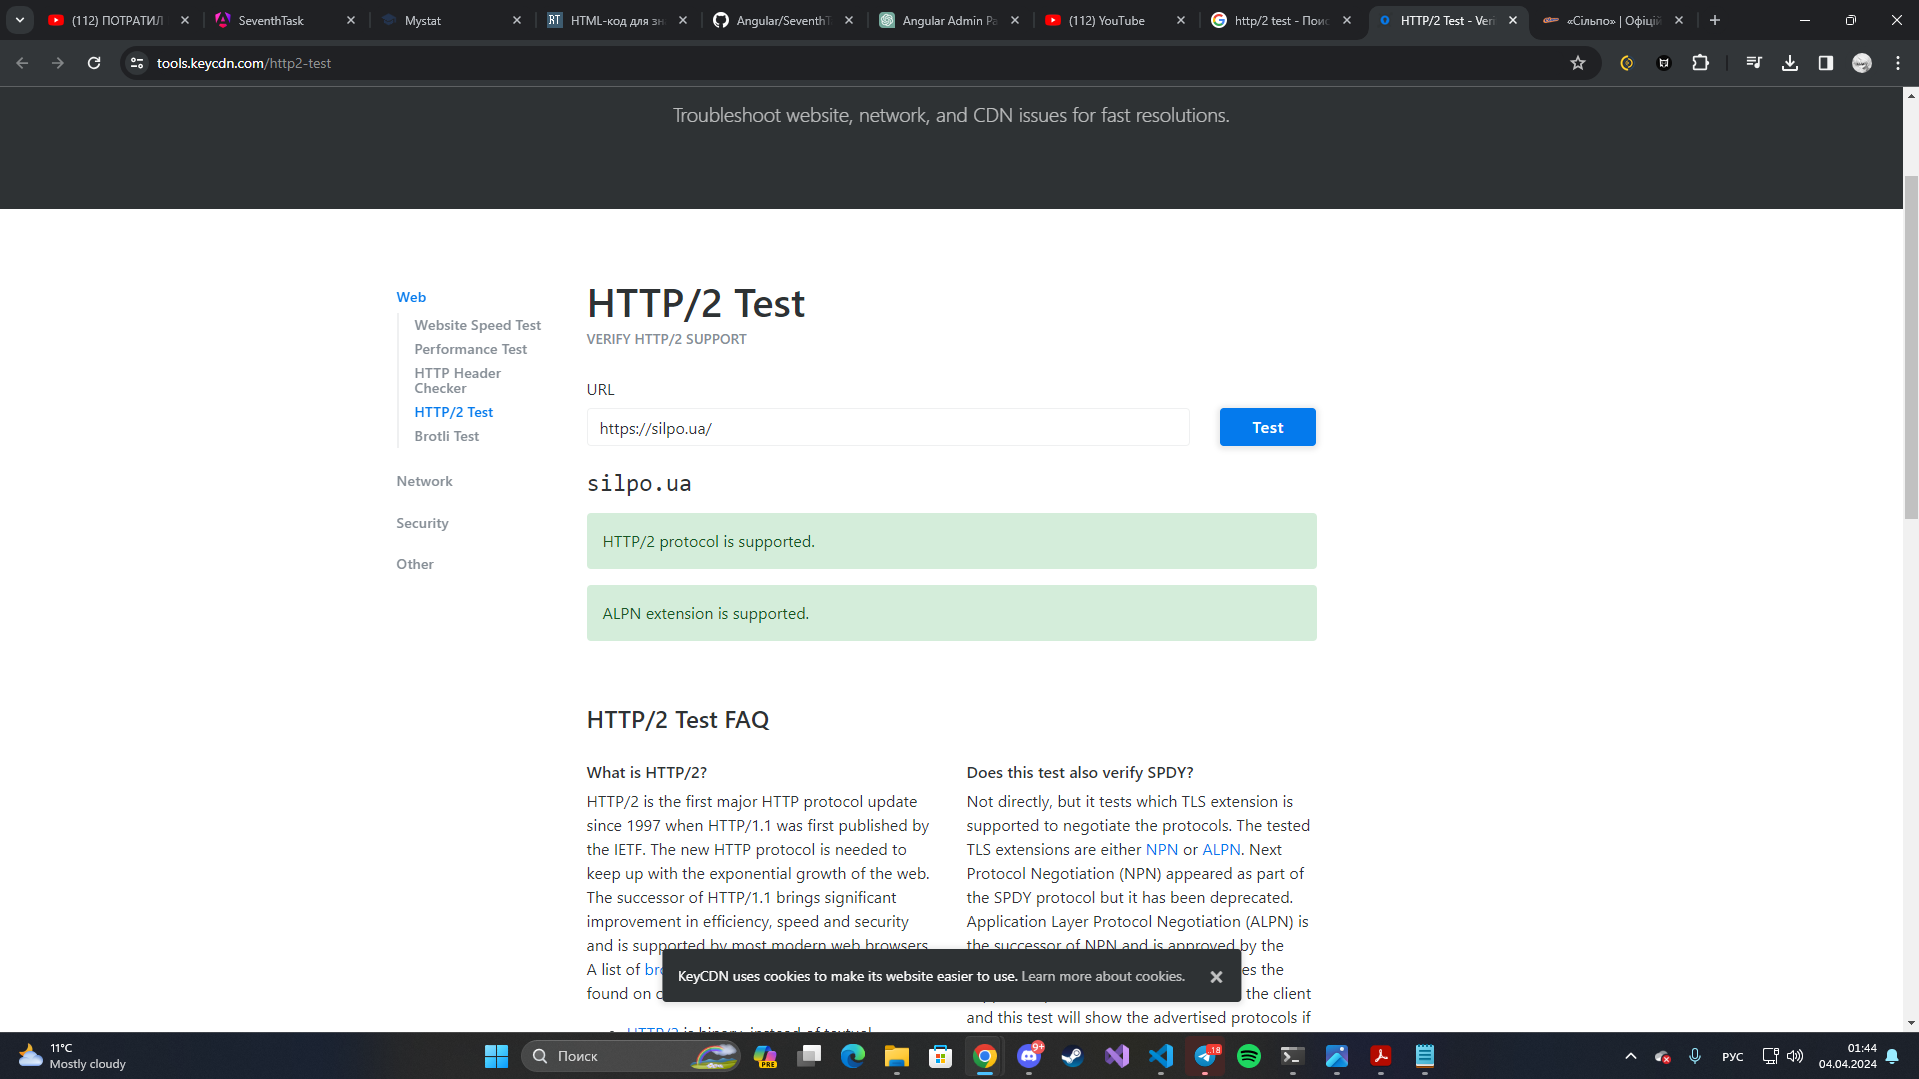 (112) ПОТРАТИЛ
SeventhTask
Mystat
HTML-код для зн
Angular/SeventhT
Angular Admin Pa
(112) YouTube
http/2 test - Поис
HTTP/2 Test - Veri
«Сільпо» | Офіцій
tools.keycdn.com/http2-test
Troubleshoot website, network, and CDN issues for fast resolutions.
Web
Website Speed Test
Performance Test
HTTP Header
Checker
HTTP/2 Test
Brotli Test
Network
Security
Other
HTTP/2 Test
VERIFY HTTP/2 SUPPORT
URL
https://silpo.ua/
Test
silpo.ua
HTTP/2 protocol is supported.
ALPN extension is supported.
HTTP/2 Test FAQ
What is HTTP/2?
HTTP/2 is the first major HTTP protocol update
since 1997 when HTTP/1.1 was first published by
the IETF. The new HTTP protocol is needed to
keep up with the exponential growth of the web.
The successor of HTTP/1.1 brings significant
improvement in efficiency, speed and security
and is supported by most modern web browsers.
A list of br
found on c
HTTP/2 is binary, instead of textual
Does this test also verify SPDY?
Not directly, but it tests which TLS extension is
supported to negotiate the protocols. The tested
TLS extensions are either NPN or ALPN. Next
Protocol Negotiation (NPN) appeared as part of
the SPDY protocol but it has been deprecated.
Application Layer Protocol Negotiation (ALPN) is
the successor of NPN and is approved by the
es the
the client
and this test will show the advertised protocols if
KeyCDN uses cookies to make its website easier to use. Learn more about cookies.
11°C
Mostly cloudy
Поиск
PRE
9+
18
РУС
01:44
04.04.2024